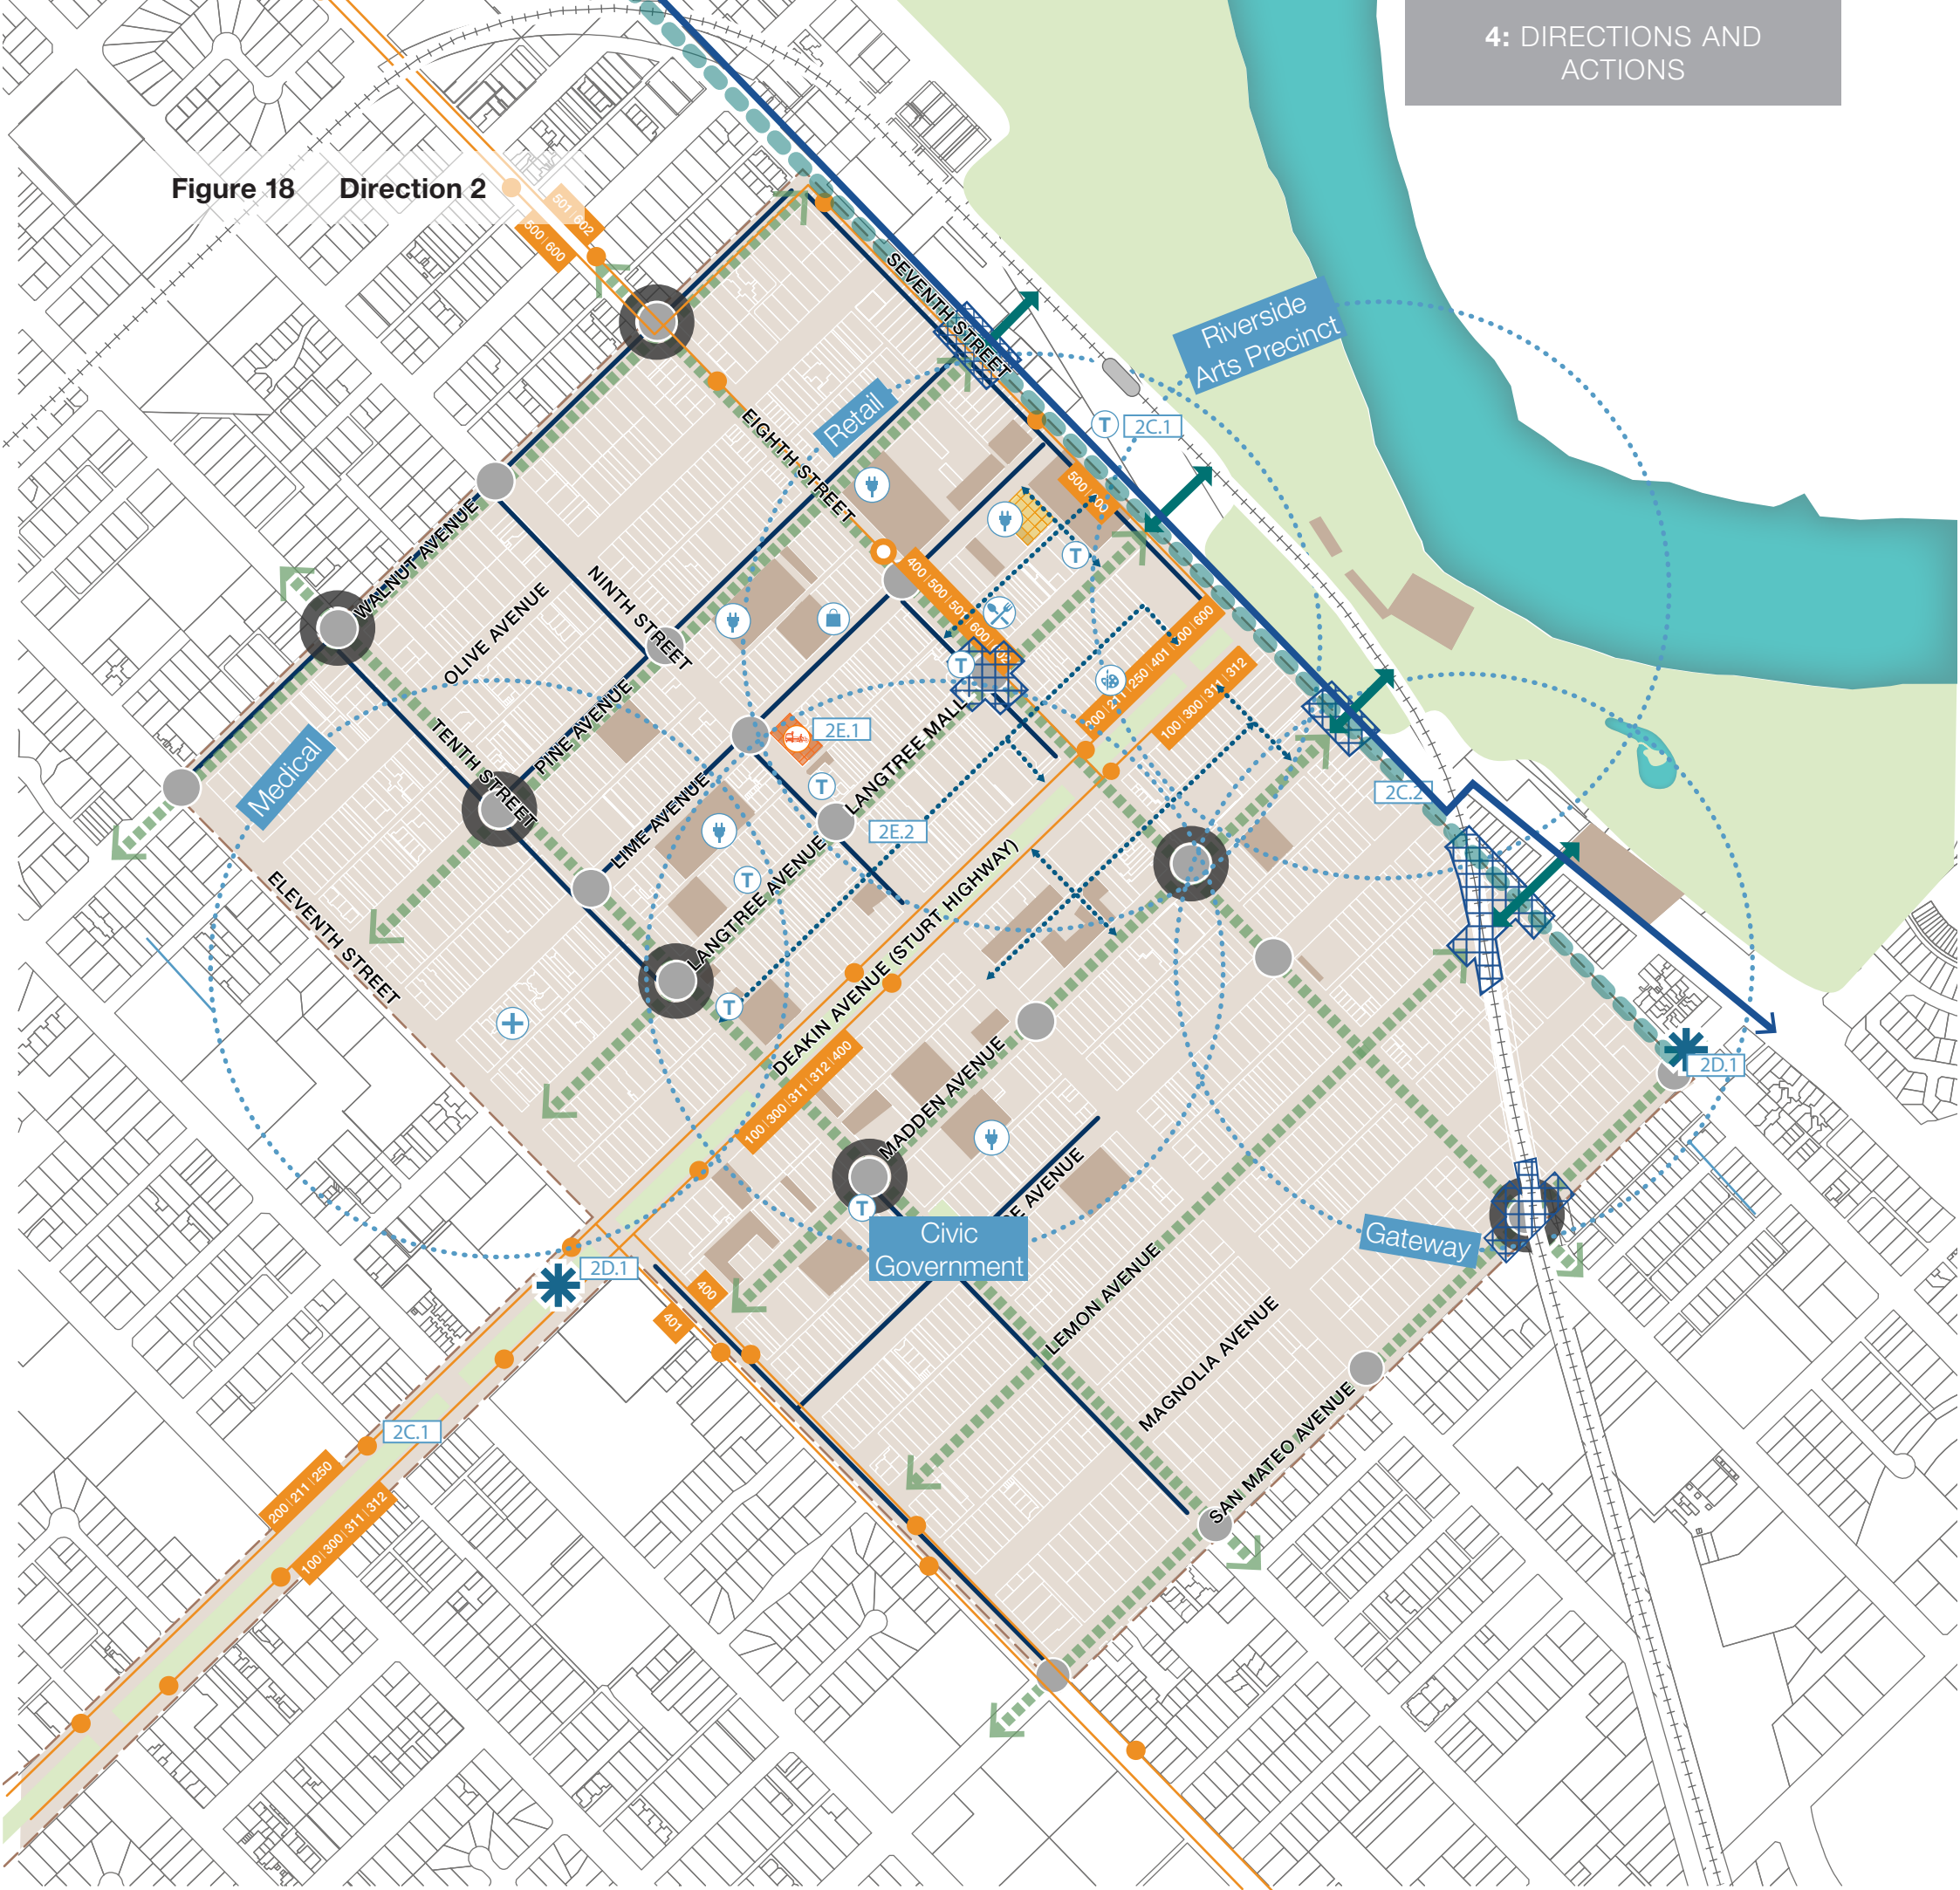 4: DIRECTIONS AND
ACTIONS
Figure 18 Direction 2
501|602
500|600
SEVENTH STREET
Riverside
Arts Precinct
Retail
EIGHTH STREET
T
2C.1
500|600
WALNUT AVENUE
OLIVE AVENUE
NINTH STREET
T
400|500|501|600
T
200|211|250|401|500|600
100|300|311|312
Medical
TENTH STREET
PINE AVENUE
2E.1
LANGTREE MALL
T
2C.2
LIME AVENUE
2E.2
T
LANGTREE AVENUE
ELEVENTH STREET
DEAKIN AVENUE (STURT HIGHWAY)
T
100|300|311|312|400
MADDEN AVENUE
2D.1
T
E AVENUE
Civic
Government
Gateway
2D.1
400
401
LEMON AVENUE
MAGNOLIA AVENUE
SAN MATEO AVENUE
2C.1
200|211|250
100|300|311|312